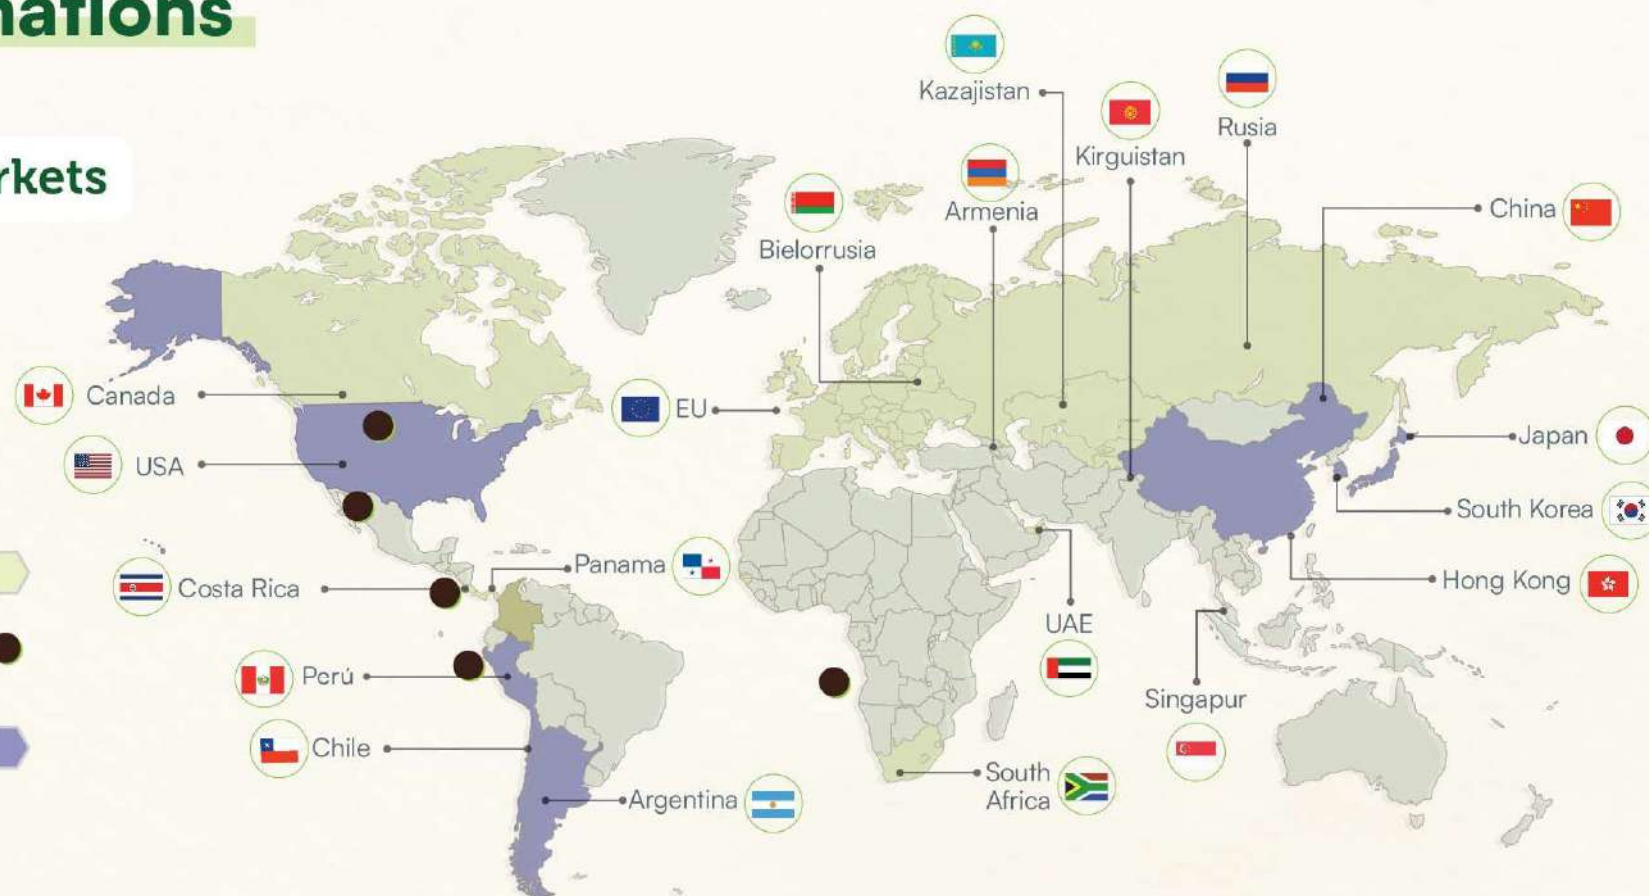 nations
rkets
Kazajistan
Rusia
Kirguistan
Armenia
China
Bielorrusia
Canada
EU
Japan
USA
South Korea
Panama
Costa Rica
Hong Kong
UAE
Perú
Singapur
Chile
South
Africa
Argentina